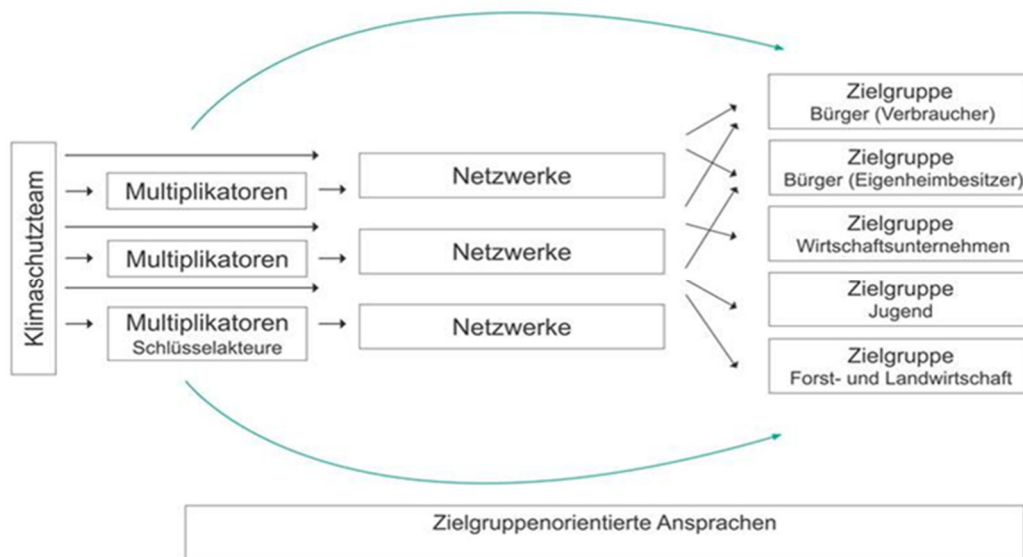 Klimaschutzteam
Multiplikatoren
Multiplikatoren
Multiplikatoren
Schlüsselakteure
Netzwerke
Netzwerke
Netzwerke
Zielgruppe
Bürger (Verbraucher)
Zielgruppe
Bürger (Eigenheimbesitzer)
Zielgruppe
Wirtschaftsunternehmen
Zielgruppe
Jugend
Zielgruppe
Forst- und Landwirtschaft
Zielgruppenorientierte Ansprachen